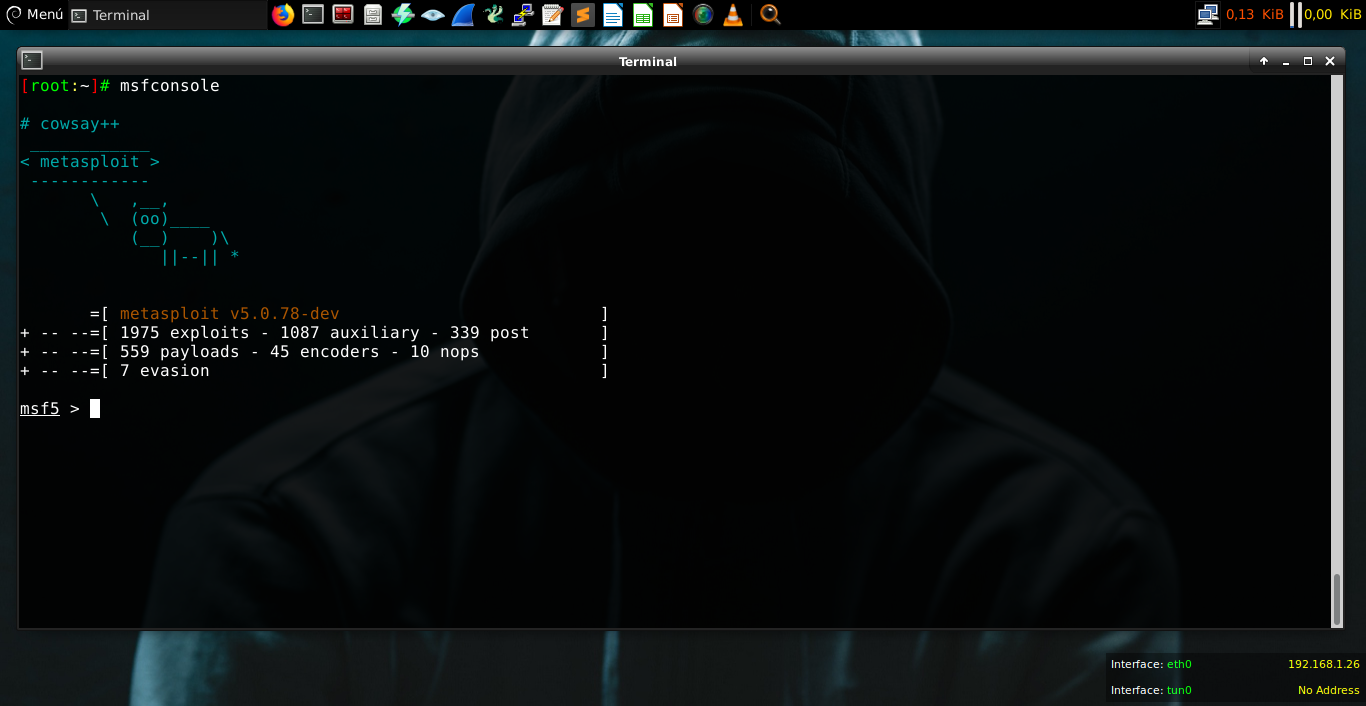 Menú Terminal 0,13 KiB 0,00 KiB
Terminal
[root:~]# msfconsole
# cowsay++
 ____________
< metasploit >
 ------------
       \   ,__,
        \  (oo)____
           (__)    )\
              ||--|| *
       =[ metasploit v5.0.78-dev                          ]
+ -- --=[ 1975 exploits - 1087 auxiliary - 339 post       ]
+ -- --=[ 559 payloads - 45 encoders - 10 nops            ]
+ -- --=[ 7 evasion                                       ]
msf5 >
Interface: eth0 192.168.1.26
Interface: tun0 No Address